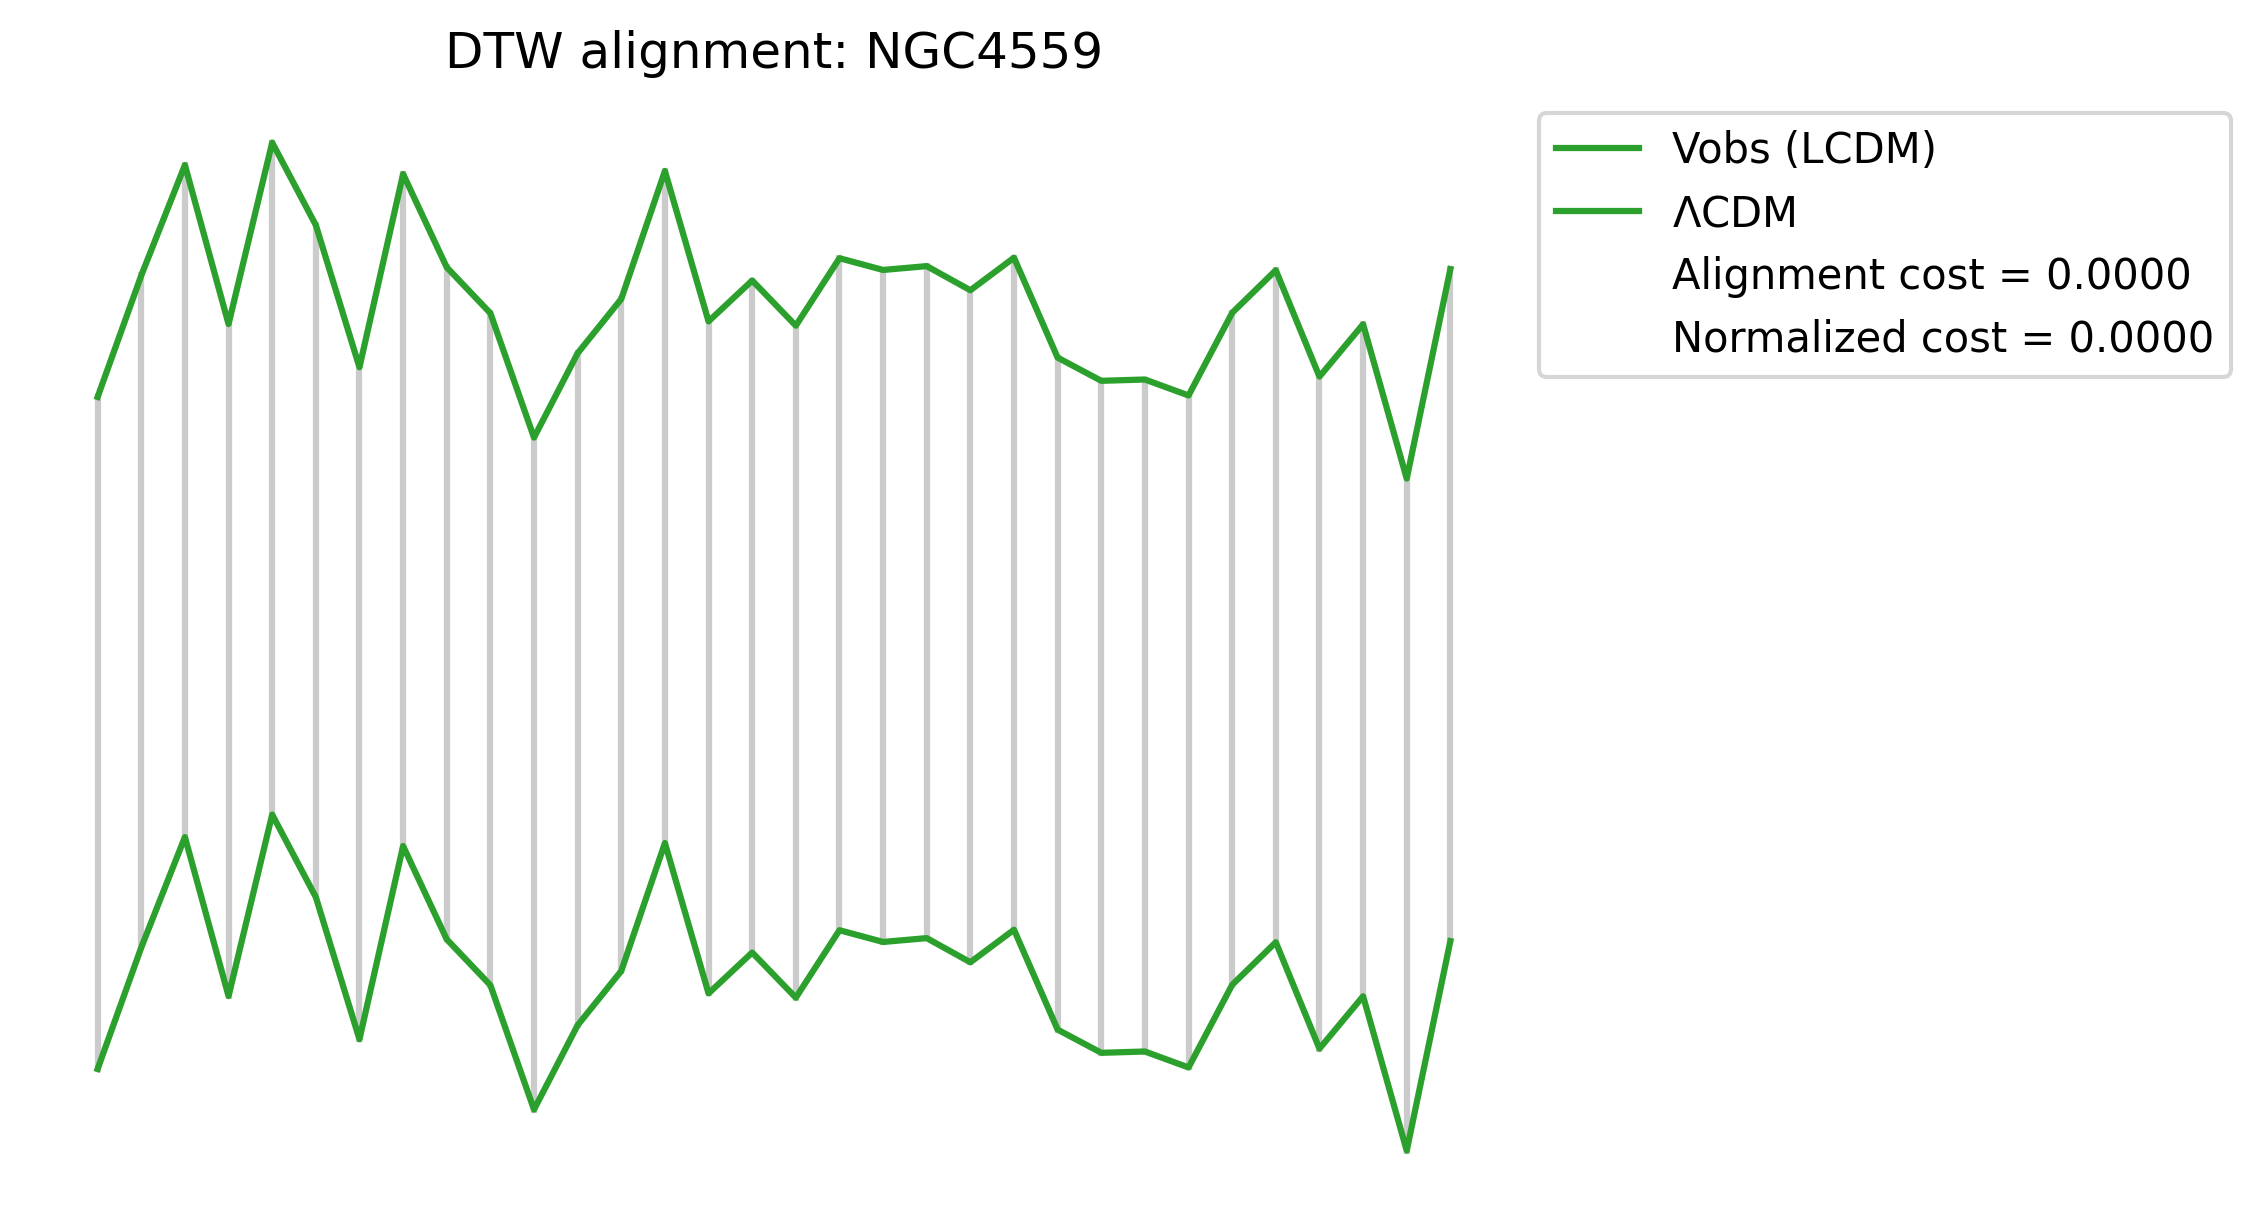 DTW alignment: NGC4559
Vobs (LCDM)
ΛCDM
Alignment cost = 0.0000
Normalized cost = 0.0000